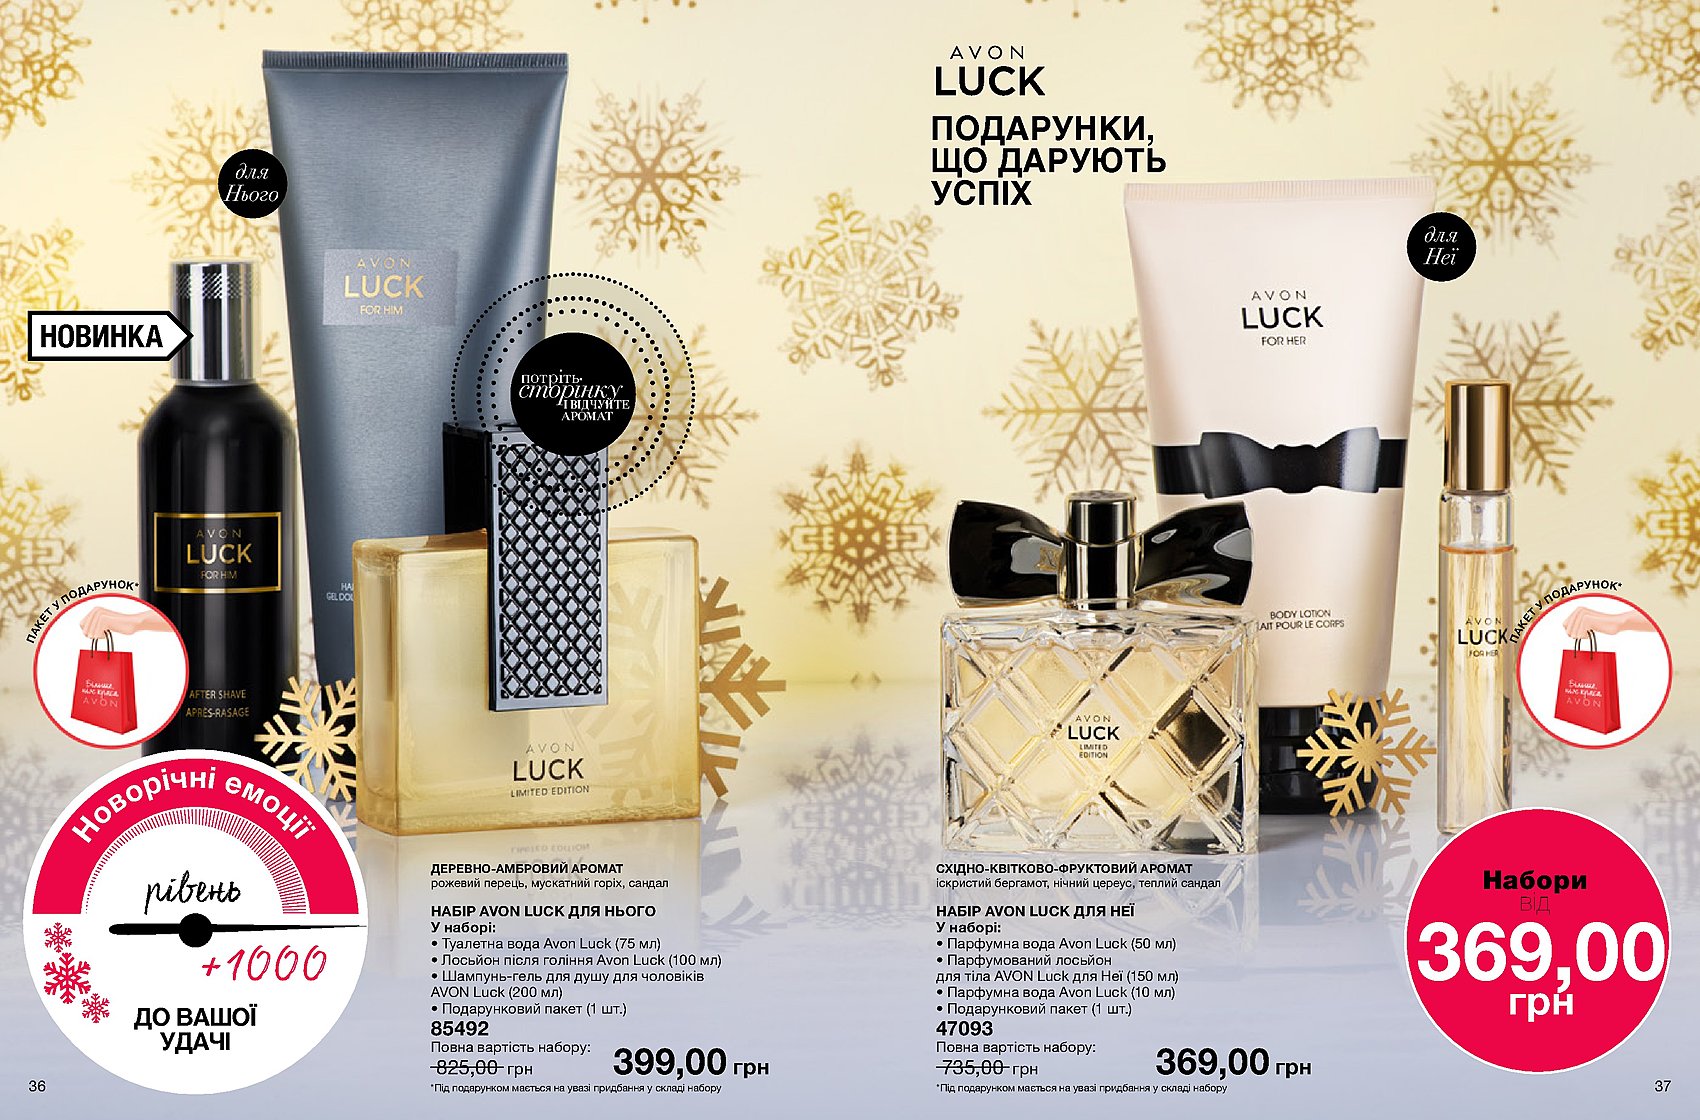 AVON
LUCK
ПОДАРУНКИ,
ЩО ДАРУЮТЬ
УСПІХ
для
Нього
AVON
LUCK
FOR HIM
НОВИНКА
потріть
сторінку
і відчуйте
аромат
AVON
LUCK
FOR HIM
AFTER SHAVE
APRÈS-RASAGE
ПАКЕТ У ПОДАРУНОК*
Більше,
ніж краса
AVON
AVON
LUCK
LIMITED EDITION
Новорічні емоції
рівень
+1000
ДО ВАШОЇ
УДАЧІ
ДЕРЕВНО-АМБРОВИЙ АРОМАТ
рожевий перець, мускатний горіх, сандал
НАБІР AVON LUCK ДЛЯ НЬОГО
У наборі:
• Туалетна вода Avon Luck (75 мл)
• Лосьйон після гоління Avon Luck (100 мл)
• Шампунь-гель для душу для чоловіків
AVON Luck (200 мл)
• Подарунковий пакет (1 шт.)
85492
Повна вартість набору:
825,00 грн
399,00 грн
*Під подарунком мається на увазі придбання у складі набору
36
для
Неї
AVON
LUCK
FOR HER
BODY LOTION
LAIT POUR LE CORPS
AVON
LUCK
LIMITED
EDITION
AVON
LUCK
FOR HER
ПАКЕТ У ПОДАРУНОК*
Більше,
ніж краса
AVON
СХІДНО-КВІТКОВО-ФРУКТОВИЙ АРОМАТ
іскристий бергамот, нічний цереус, теплий сандал
НАБІР AVON LUCK ДЛЯ НЕЇ
У наборі:
• Парфумна вода Avon Luck (50 мл)
• Парфумований лосьйон
для тіла AVON Luck для Неї (150 мл)
• Парфумна вода Avon Luck (10 мл)
• Подарунковий пакет (1 шт.)
47093
Повна вартість набору:
735,00 грн
369,00 грн
*Під подарунком мається на увазі придбання у складі набору
Набори
ВІД
369,00
грн
37